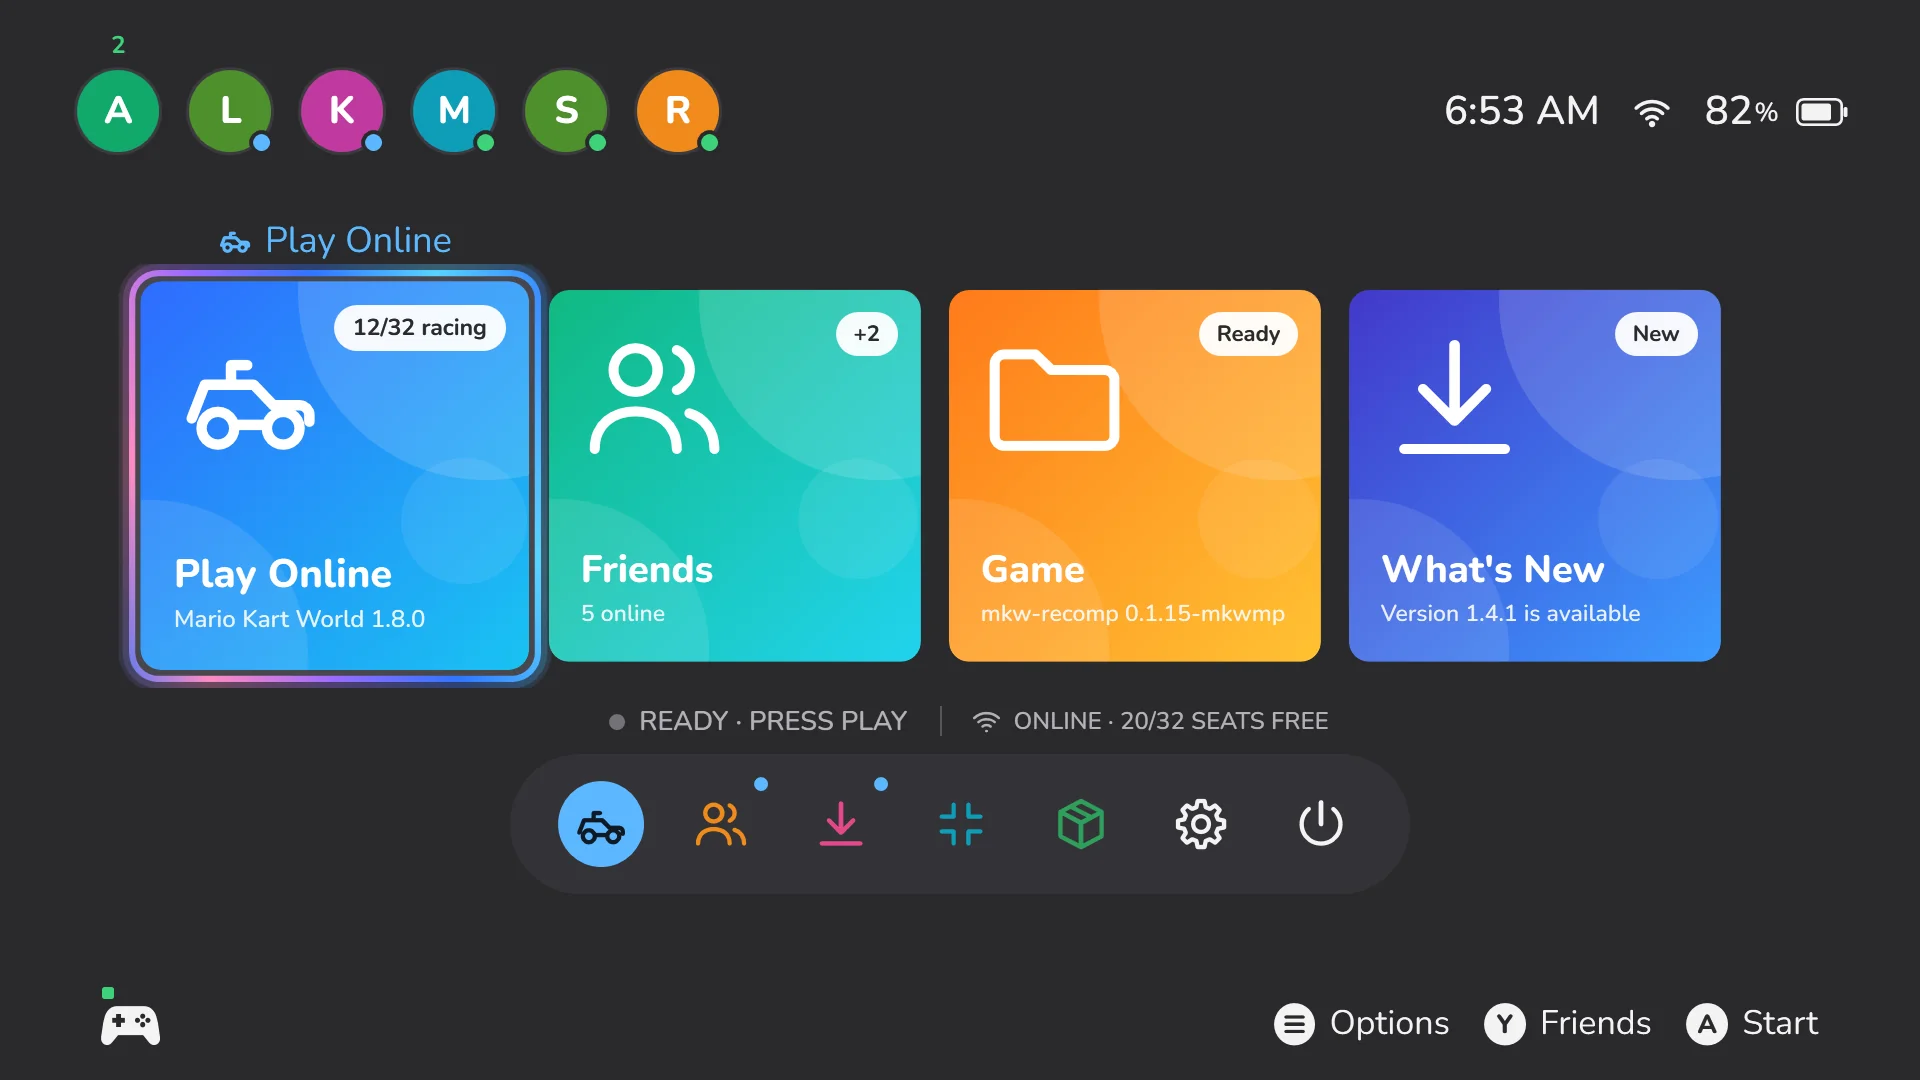 2
A L K M S R
6:53 AM 82%
Play Online
12/32 racing
Play Online
Mario Kart World 1.8.0
+2
Friends
5 online
Ready
Game
mkw-recomp 0.1.15-mkwmp
New
What's New
Version 1.4.1 is available
READY · PRESS PLAY
ONLINE · 20/32 SEATS FREE
Options
Y Friends
A Start